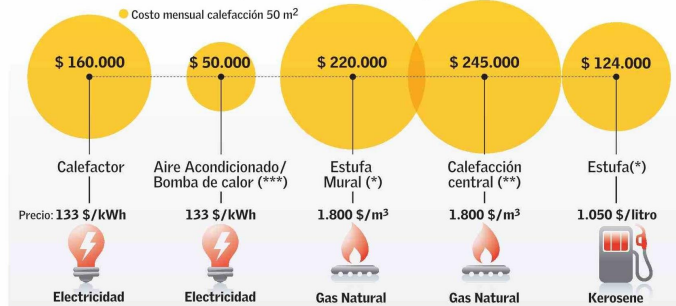 Costo mensual calefacción 50 m²
$ 160.000
$ 50.000
$ 220.000
$ 245.000
$ 124.000
Calefactor
Aire Acondicionado/
Bomba de calor (***)
Estufa
Mural (*)
Calefacción
central (**)
Estufa(*)
Precio: 133 $/kWh
133 $/kWh
1.800 $/m³
1.800 $/m³
1.050 $/litro
Electricidad
Electricidad
Gas Natural
Gas Natural
Kerosene